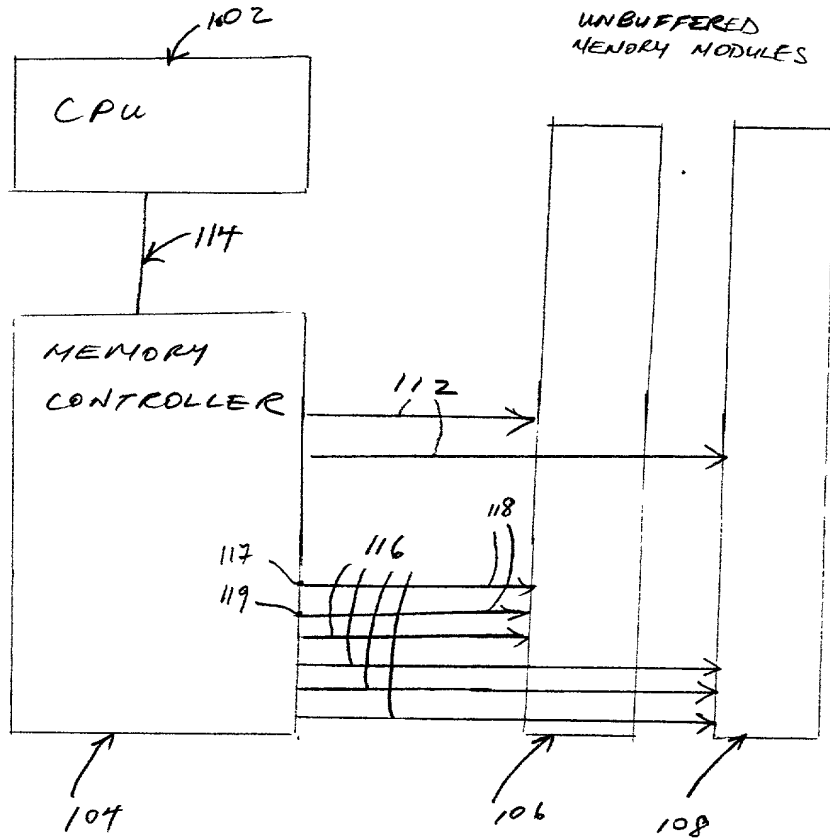 102
UNBUFFERED
MEMORY MODULES
CPU
114
MEMORY
CONTROLLER
112
118
117
116
119
104
106
108